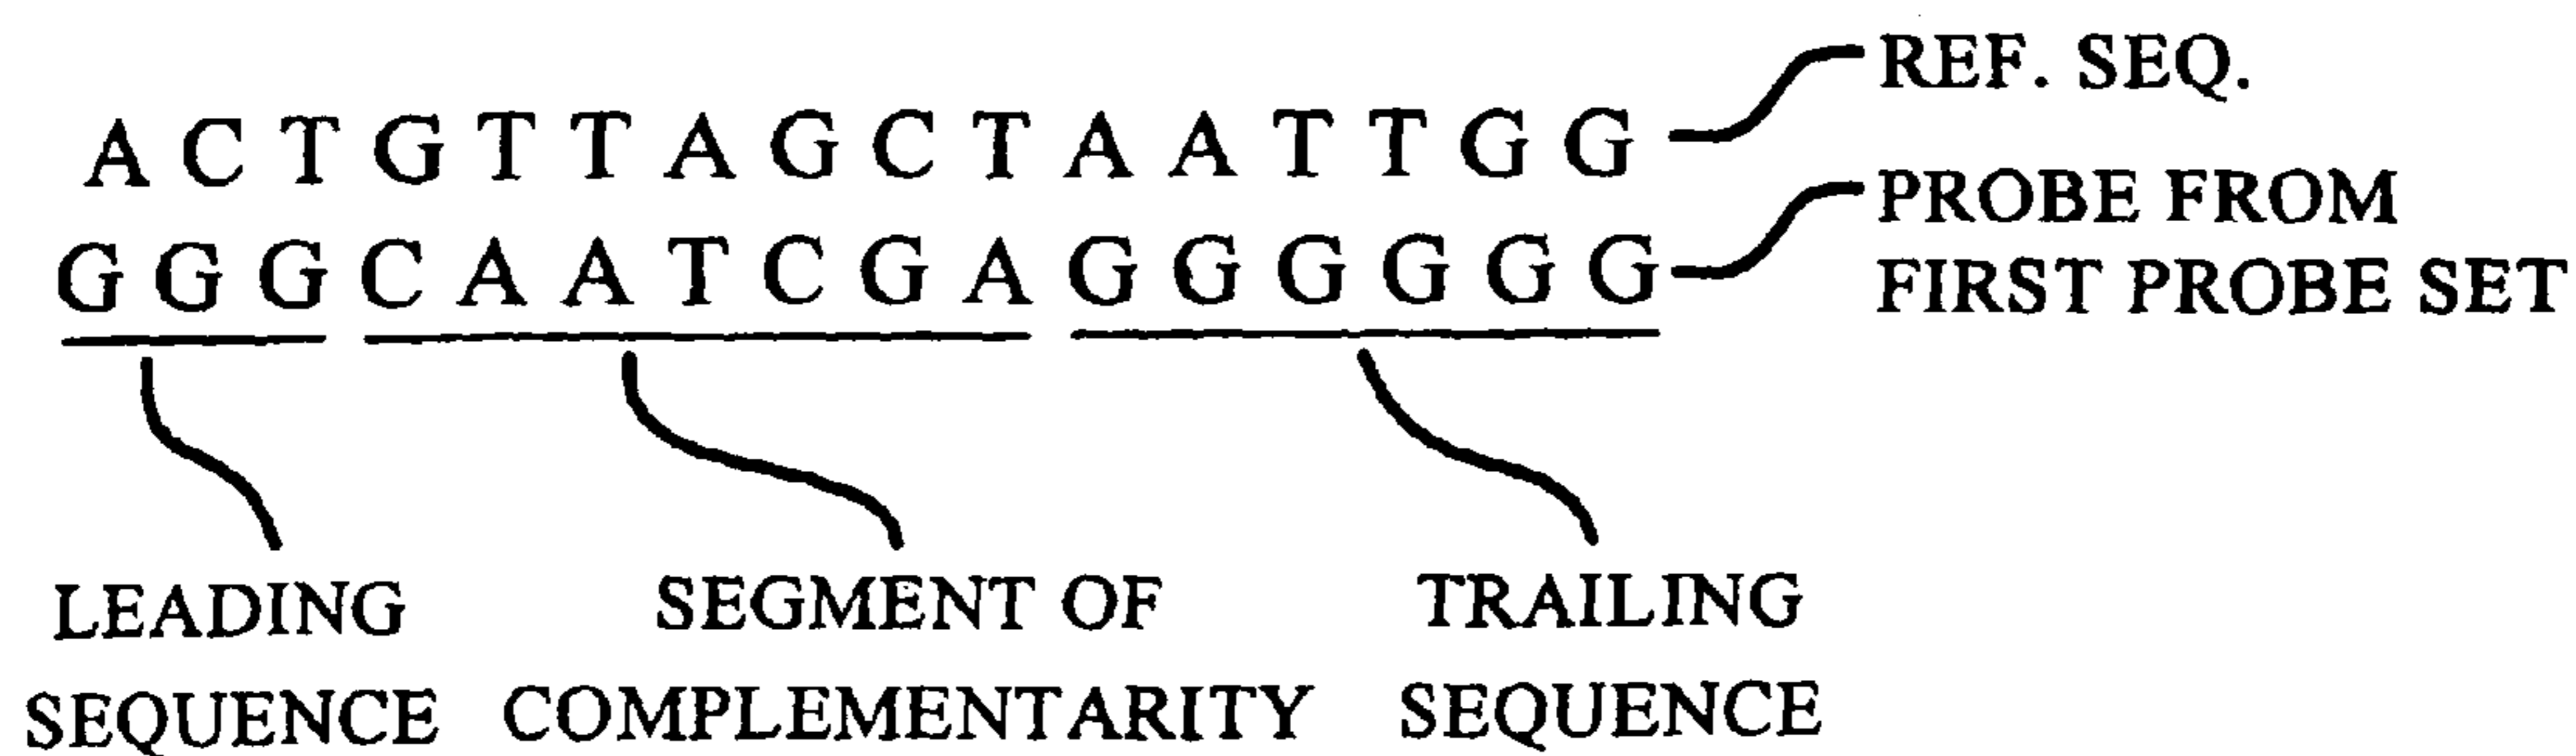 A C T G T T A G C T A A T T G G
REF. SEQ.
G G G C A A T C G A G G G G G G
PROBE FROM
FIRST PROBE SET
LEADING
SEQUENCE
SEGMENT OF
COMPLEMENTARITY
TRAILING
SEQUENCE